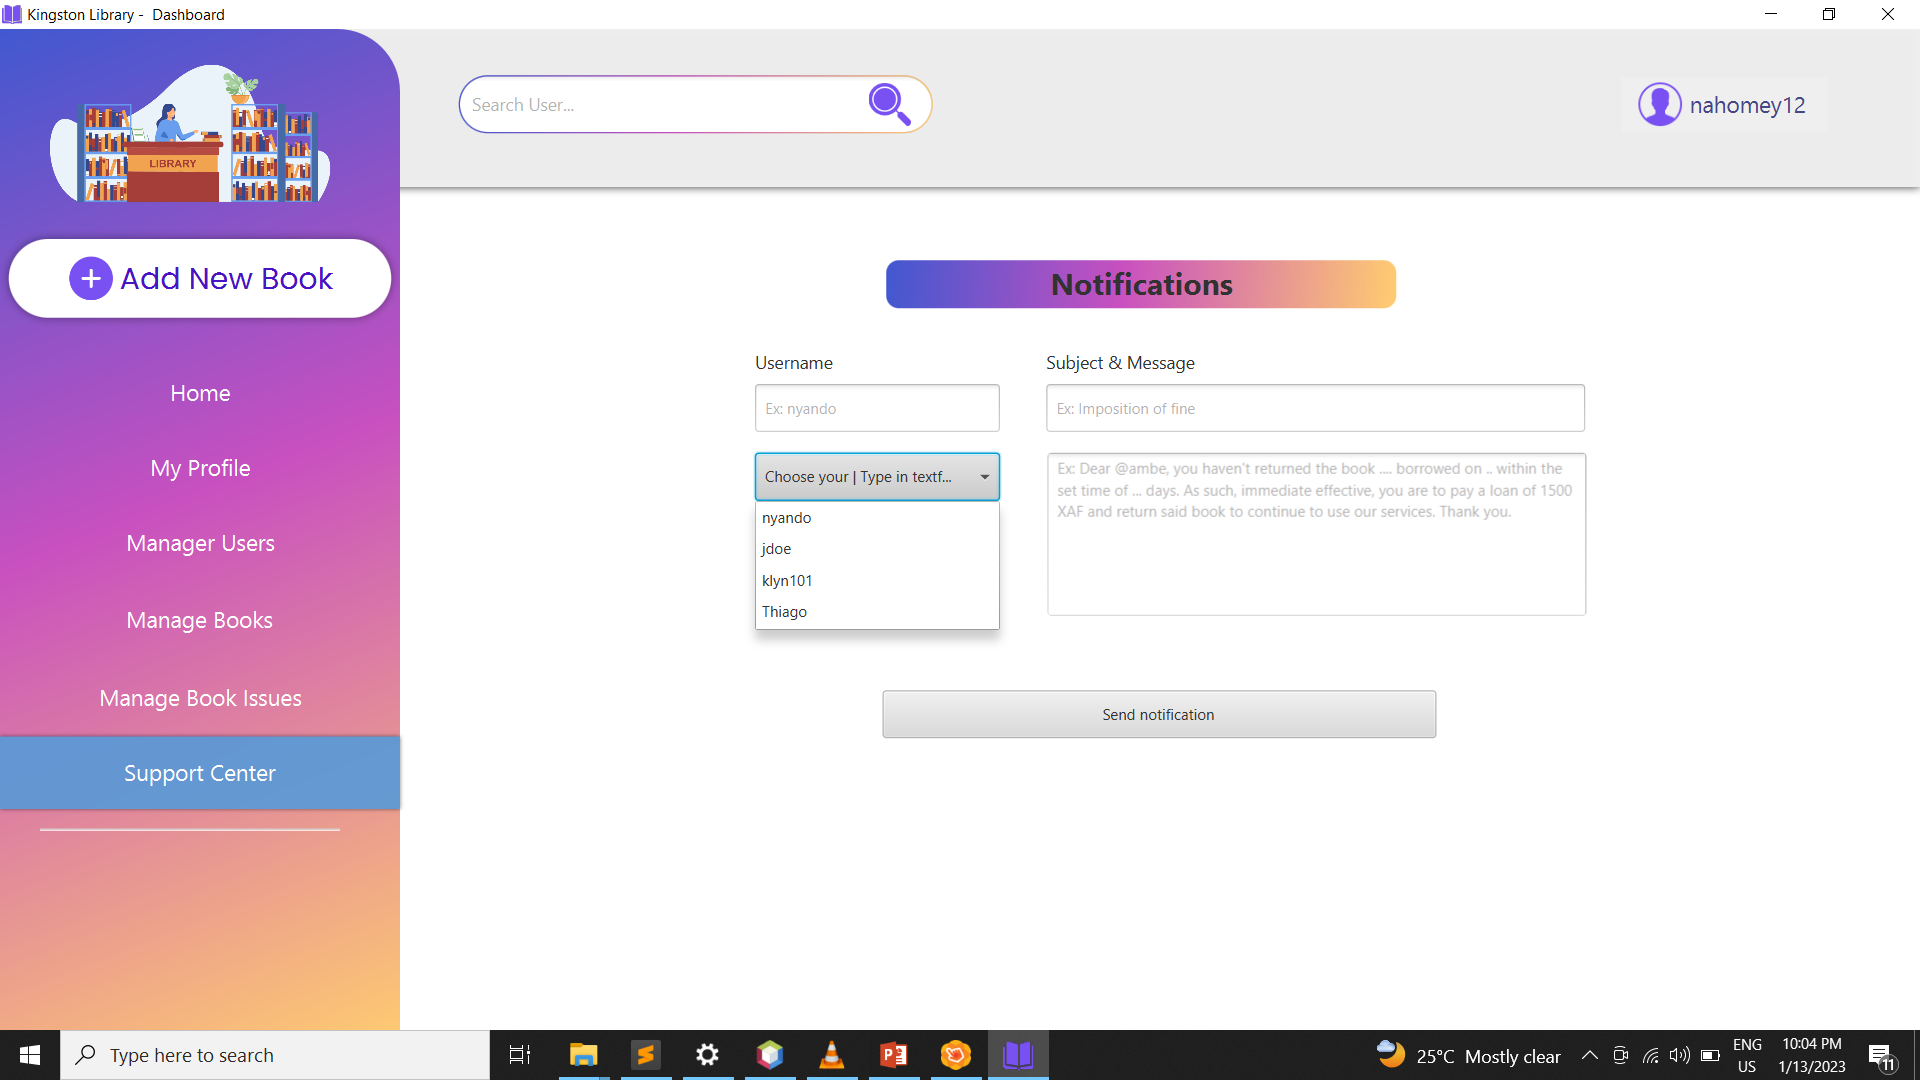 Kingston Library -  Dashboard
LIBRARY
Add New Book
Home
My Profile
Manager Users
Manage Books
Manage Book Issues
Support Center
Search User...
nahomey12
Notifications
Username
Ex: nyando
Choose your | Type in textf...
nyando
jdoe
klyn101
Thiago
Subject & Message
Ex: Imposition of fine
Ex: Dear @ambe, you haven't returned the book .... borrowed on .. within the
set time of ... days. As such, immediate effective, you are to pay a loan of 1500
XAF and return said book to continue to use our services. Thank you.
Send notification
Type here to search
25°C Mostly clear
ENG
US
10:04 PM
1/13/2023
11